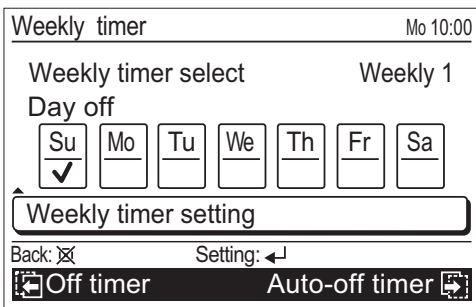 Weekly timer Mo 10:00
Weekly timer select Weekly 1
Day off
Su Mo Tu We Th Fr Sa
Weekly timer setting
Back: Setting:
Off timer Auto-off timer